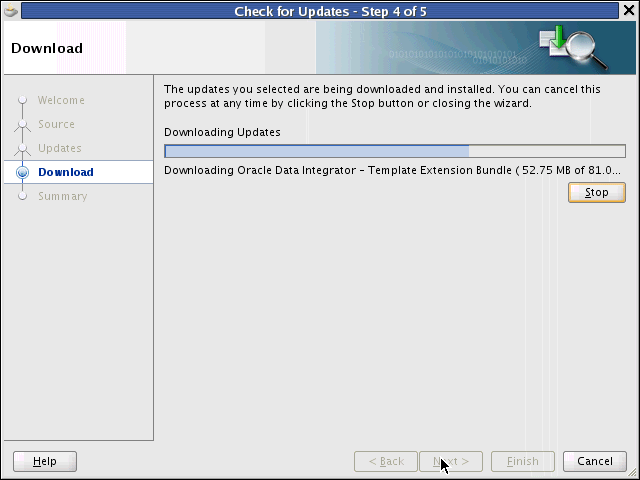 Check for Updates - Step 4 of 5
Download
Welcome
Source
Updates
Download
Summary
The updates you selected are being downloaded and installed. You can cancel this
process at any time by clicking the Stop button or closing the wizard.
Downloading Updates
Downloading Oracle Data Integrator - Template Extension Bundle ( 52.75 MB of 81.0...
Stop
Help
< Back
Next >
Finish
Cancel